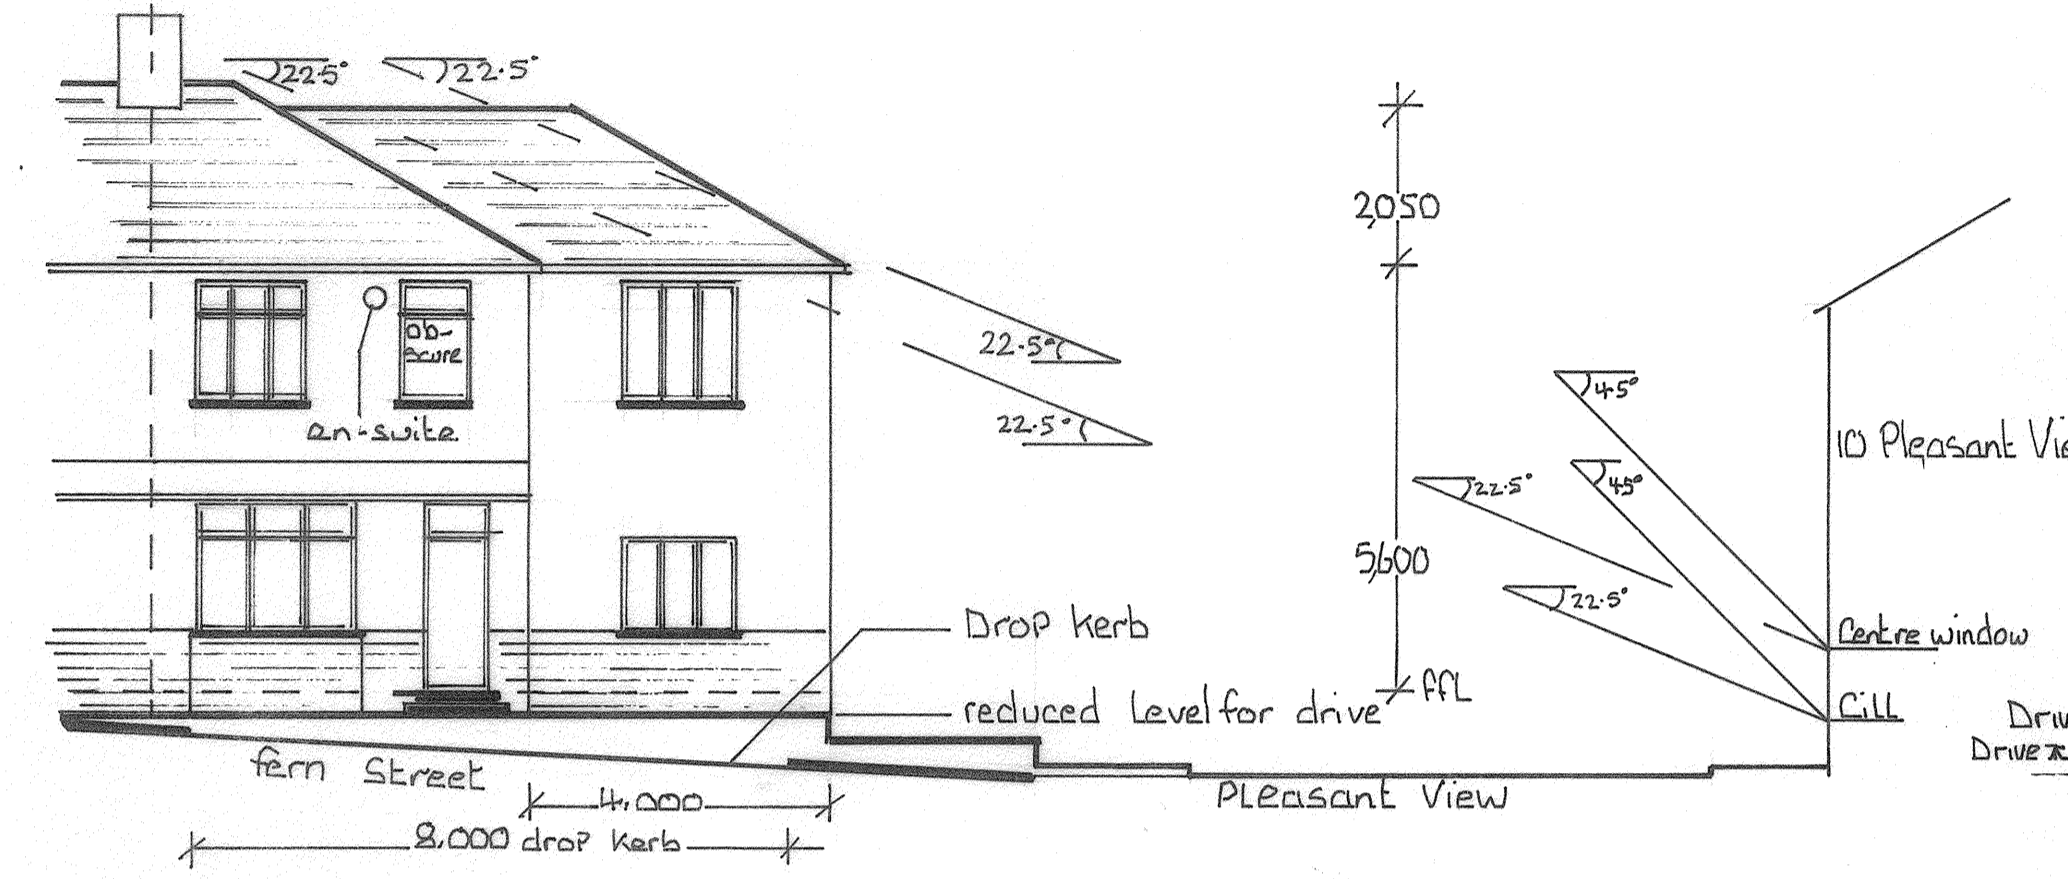 22.5°
22.5°
2,050
ob-
scure
22.5°
45°
en-suite
22.5°
10 Pleasant Vie
45°
22.5°
5,600
22.5°
Drop kerb
Centre window
ffL
reduced Level for drive
Cill
Driv
Drive
fern Street
4,000
Pleasant View
8,000 drop kerb